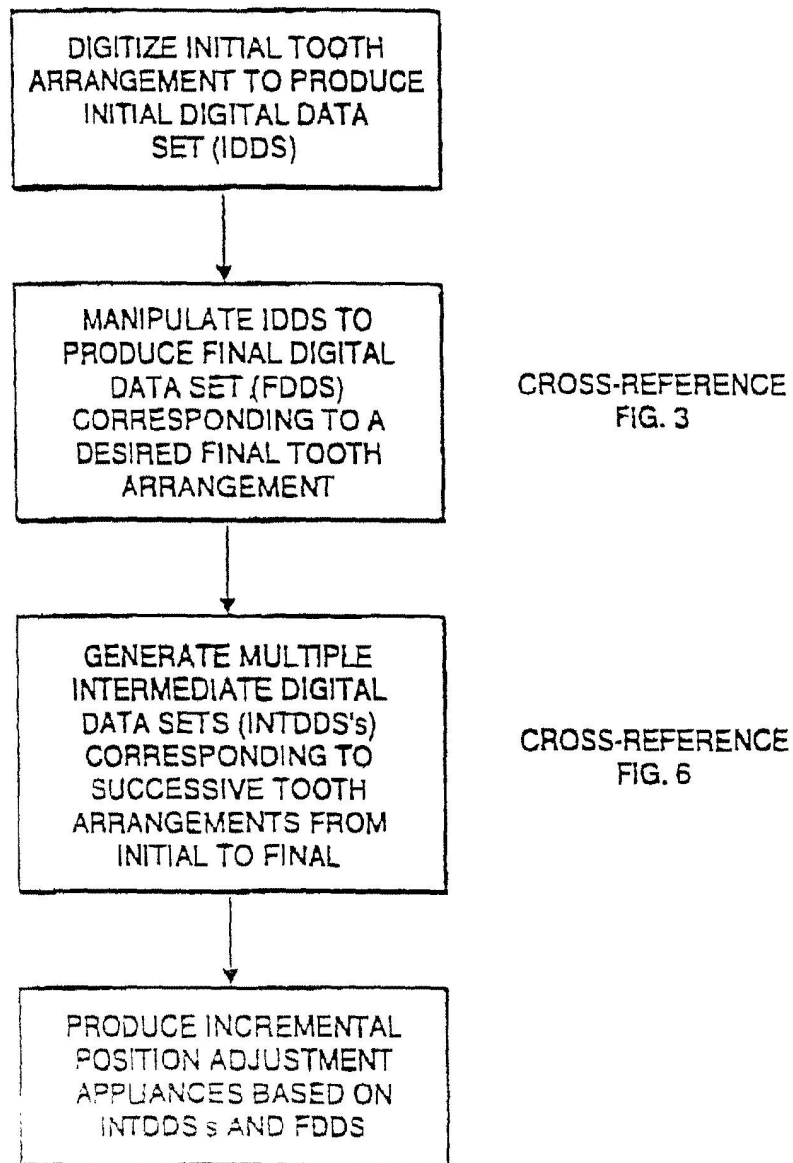 DIGITIZE INITIAL TOOTH
ARRANGEMENT TO PRODUCE
INITIAL DIGITAL DATA
SET (IDDS)
MANIPULATE IDDS TO
PRODUCE FINAL DIGITAL
DATA SET (FDDS)
CORRESPONDING TO A
DESIRED FINAL TOOTH
ARRANGEMENT
CROSS-REFERENCE
FIG. 3
GENERATE MULTIPLE
INTERMEDIATE DIGITAL
DATA SETS (INTDDS's)
CORRESPONDING TO
SUCCESSIVE TOOTH
ARRANGEMENTS FROM
INITIAL TO FINAL
CROSS-REFERENCE
FIG. 6
PRODUCE INCREMENTAL
POSITION ADJUSTMENT
APPLIANCES BASED ON
INTDDS s AND FDDS